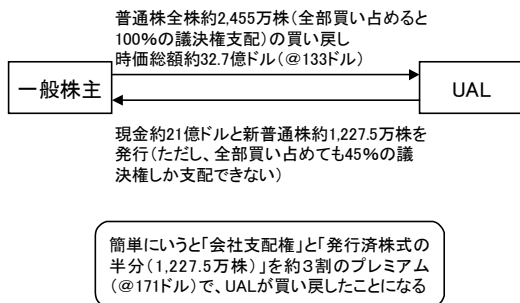 普通株全株約2,455万株(全部買い占めると
100%の議決権支配)の買い戻し
時価総額約32.7億ドル(@133ドル)
一般株主
UAL
現金約21億ドルと新普通株約1,227.5万株を
発行(ただし、全部買い占めても45%の議
決権しか支配できない)
簡単にいうと「会社支配権」と「発行済株式の
半分(1,227.5万株)」を約3割のプレミアム
(@171ドル)で、UALが買い戻したことになる